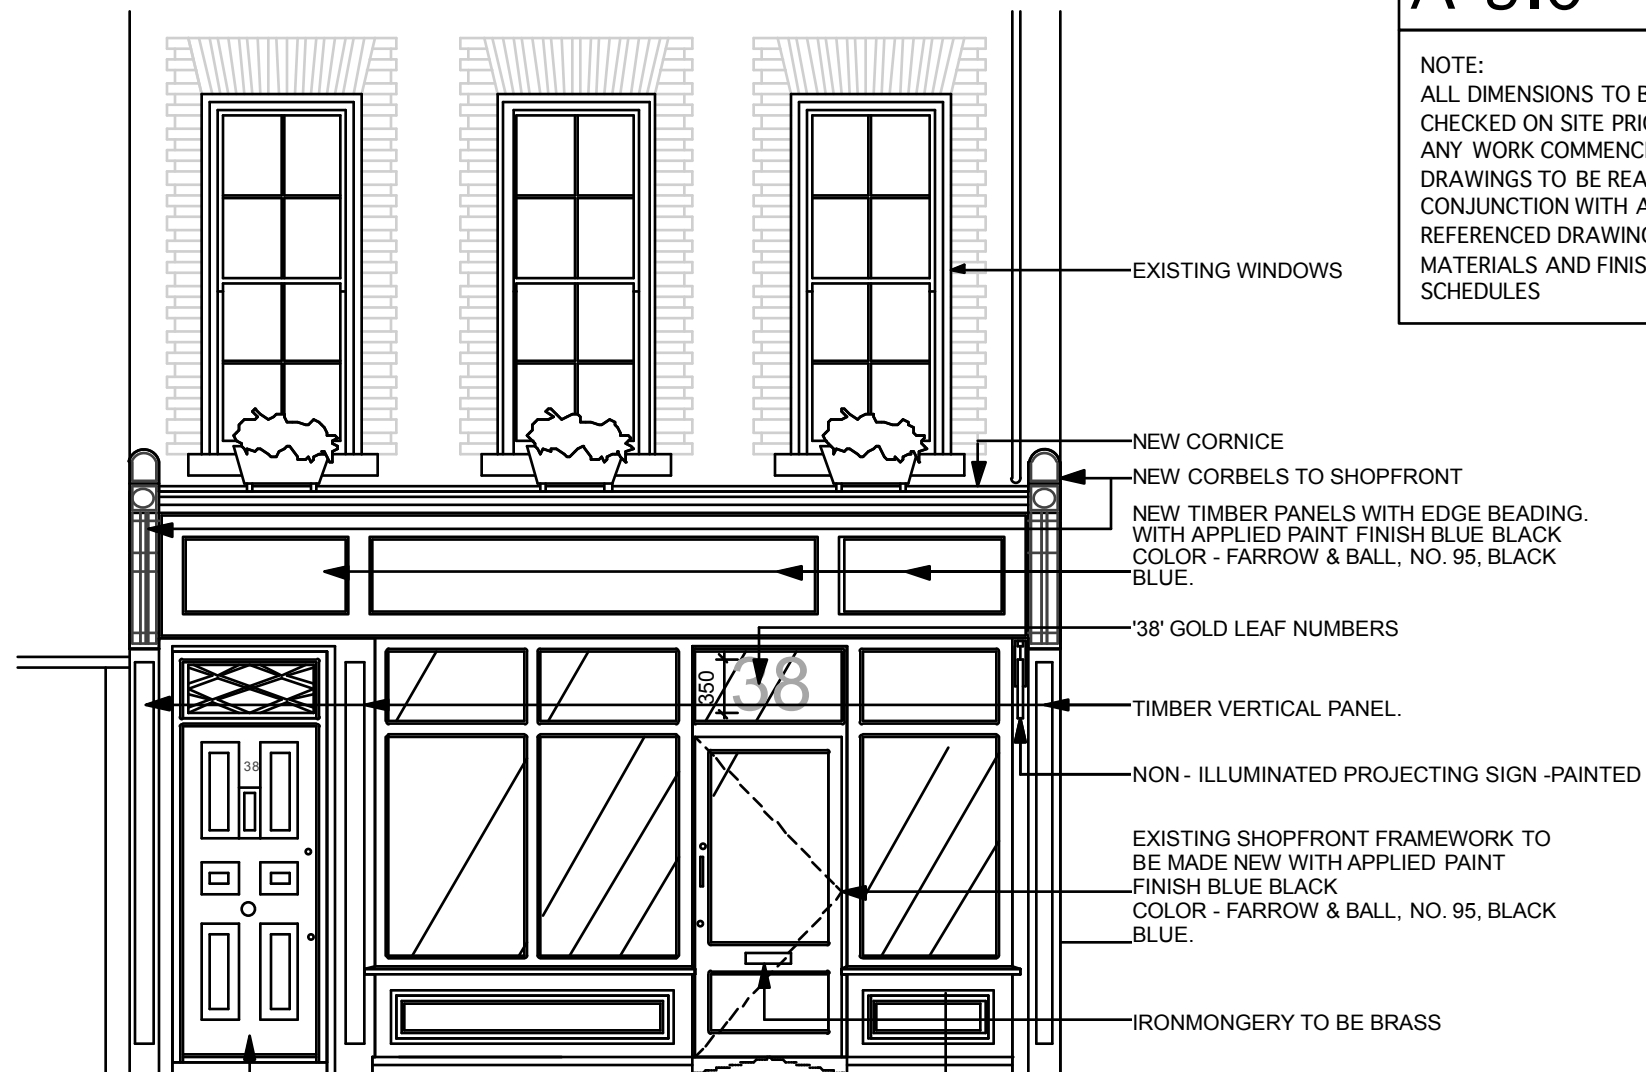 NOTE:
ALL DIMENSIONS TO B
CHECKED ON SITE PRI
ANY WORK COMMENC
DRAWINGS TO BE REA
CONJUNCTION WITH A
REFERENCED DRAWIN
MATERIALS AND FINIS
SCHEDULES
EXISTING WINDOWS
NEW CORNICE
NEW CORBELS TO SHOPFRONT
NEW TIMBER PANELS WITH EDGE BEADING.
WITH APPLIED PAINT FINISH BLUE BLACK
COLOR - FARROW & BALL, NO. 95, BLACK
BLUE.
'38' GOLD LEAF NUMBERS
350
38
TIMBER VERTICAL PANEL.
38
NON - ILLUMINATED PROJECTING SIGN -PAINTED
EXISTING SHOPFRONT FRAMEWORK TO
BE MADE NEW WITH APPLIED PAINT
FINISH BLUE BLACK
COLOR - FARROW & BALL, NO. 95, BLACK
BLUE.
IRONMONGERY TO BE BRASS